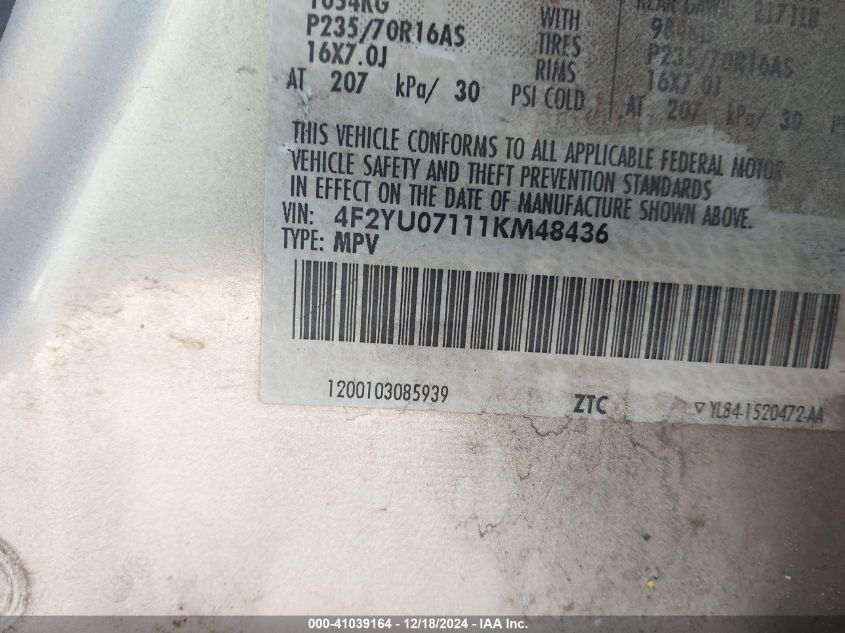 1054KG
P235/70R16AS WITH P235/70R16AS
16X7.0J TIRES 16X7.0J
RIMS
AT 207 kPa/ 30 PSI COLD AT 207 kPa/ 30
THIS VEHICLE CONFORMS TO ALL APPLICABLE FEDERAL MOTOR
VEHICLE SAFETY AND THEFT PREVENTION STANDARDS
IN EFFECT ON THE DATE OF MANUFACTURE SHOWN ABOVE.
VIN: 4F2YU07111KM48436
TYPE: MPV
1200103085939 ZTC YL84-1520472-AA
000-41039164 - 12/18/2024 - IAA Inc.